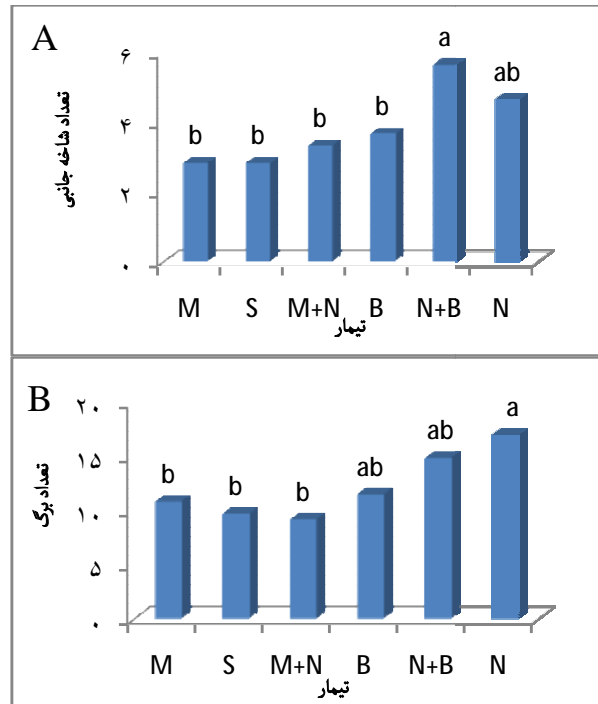 A
تعداد شاخه جانبی
۶
۴
۲
۰
b
b
b
b
a
ab
M S M+N B N+B N
تیمار
B
تعداد برگ
۲۰
۱۵
۱۰
۵
۰
b
b
b
ab
ab
a
M S M+N B N+B N
تیمار